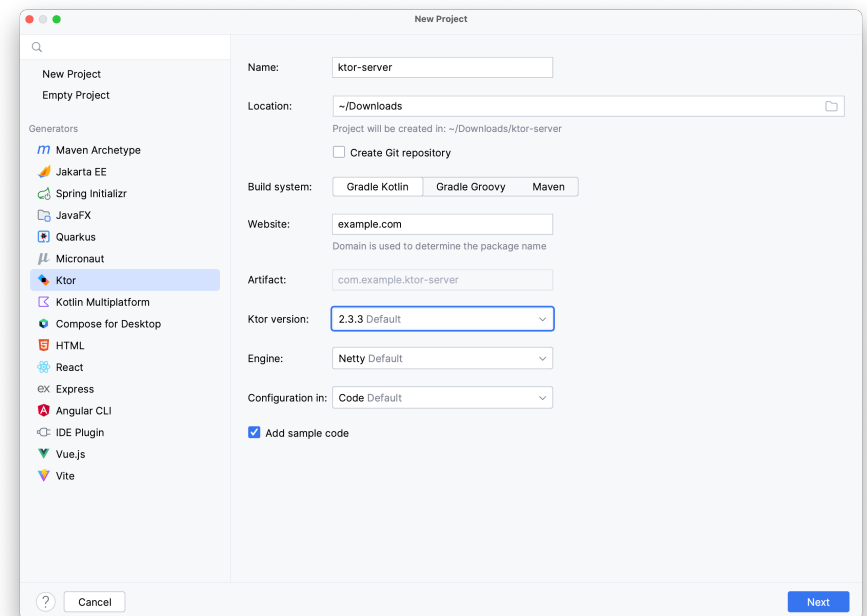 New Project
New Project
Empty Project
Generators
Maven Archetype
Jakarta EE
Spring Initializr
JavaFX
Quarkus
Micronaut
Ktor
Kotlin Multiplatform
Compose for Desktop
HTML
React
ex Express
Angular CLI
IDE Plugin
Vue.js
Vite
Name: ktor-server
Location: ~/Downloads
Project will be created in: ~/Downloads/ktor-server
Create Git repository
Build system: Gradle Kotlin Gradle Groovy Maven
Website: example.com
Domain is used to determine the package name
Artifact: com.example.ktor-server
Ktor version: 2.3.3 Default
Engine: Netty Default
Configuration in: Code Default
Add sample code
? Cancel Next